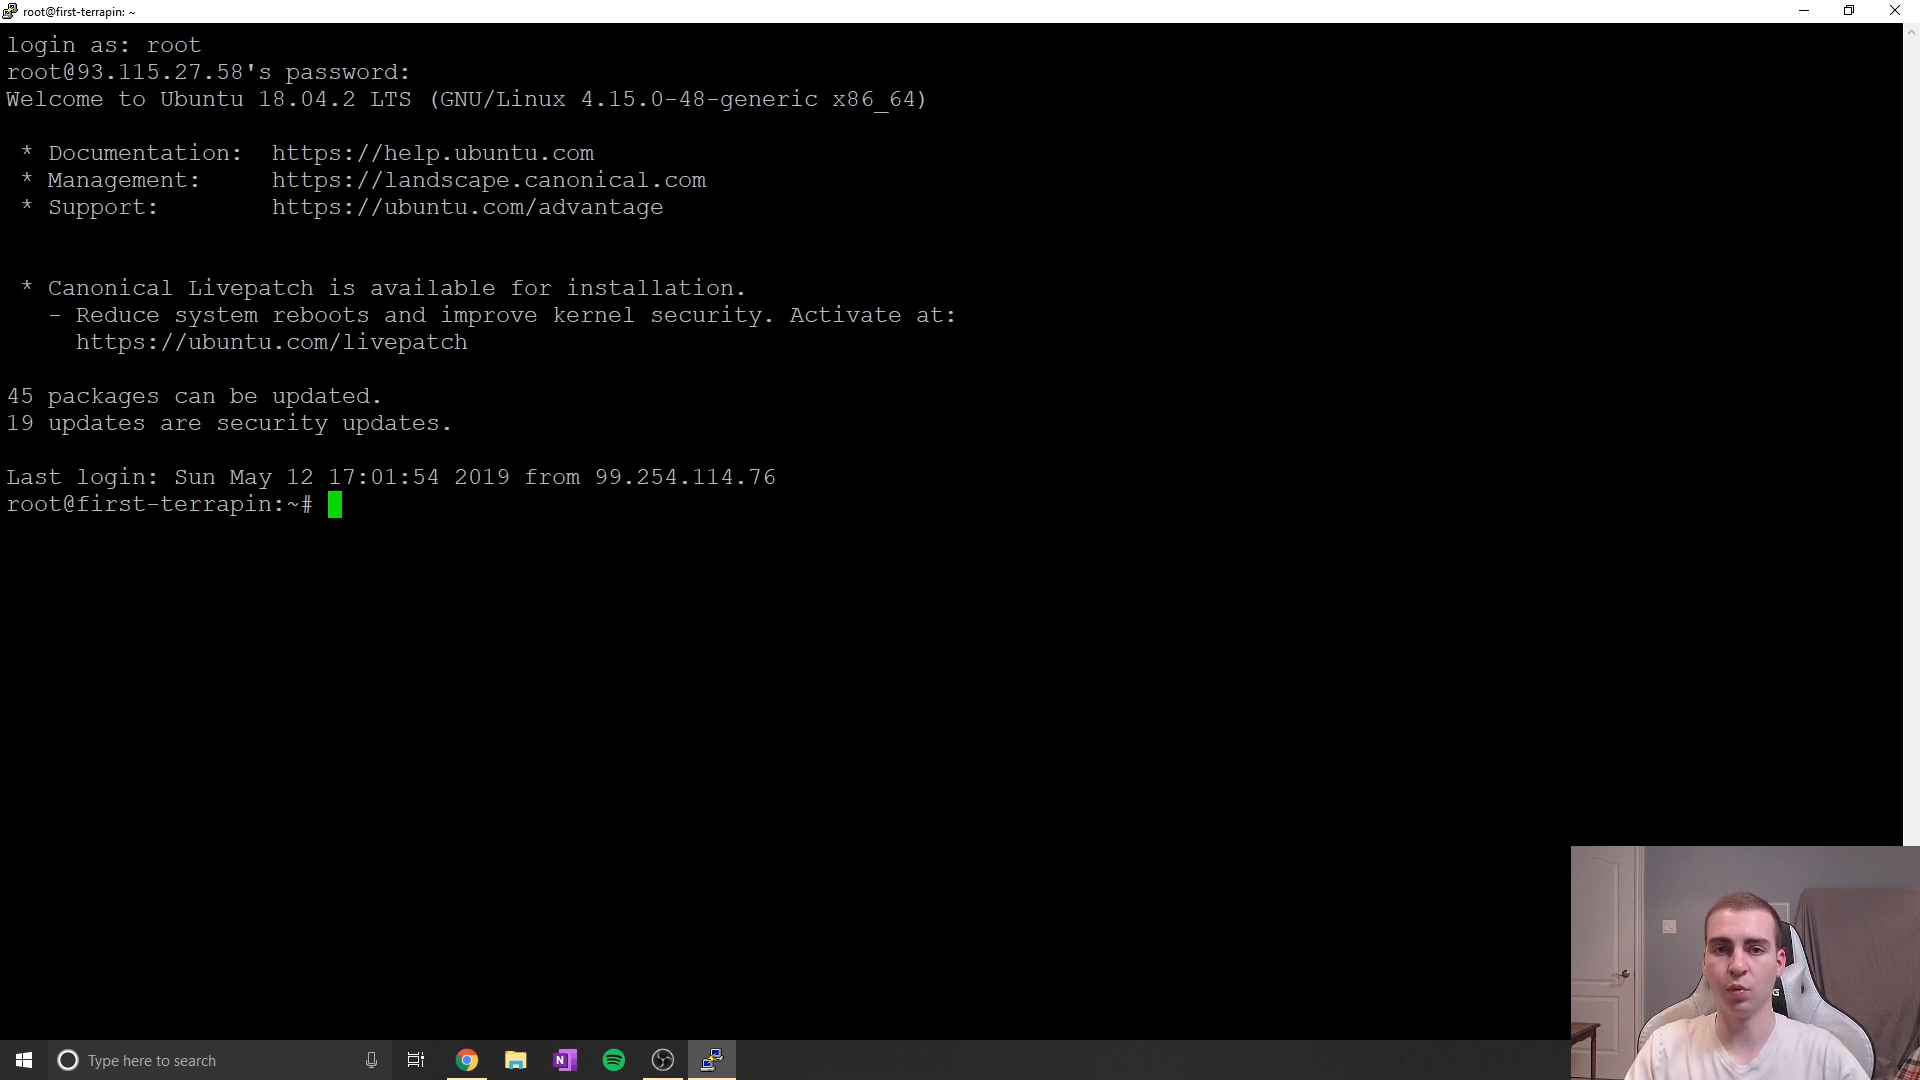 root@first-terrapin: ~
login as: root
root@93.115.27.58's password:
Welcome to Ubuntu 18.04.2 LTS (GNU/Linux 4.15.0-48-generic x86_64)
* Documentation: https://help.ubuntu.com
* Management: https://landscape.canonical.com
* Support: https://ubuntu.com/advantage
* Canonical Livepatch is available for installation.
- Reduce system reboots and improve kernel security. Activate at:
https://ubuntu.com/livepatch
45 packages can be updated.
19 updates are security updates.
Last login: Sun May 12 17:01:54 2019 from 99.254.114.76
root@first-terrapin:~#
Type here to search